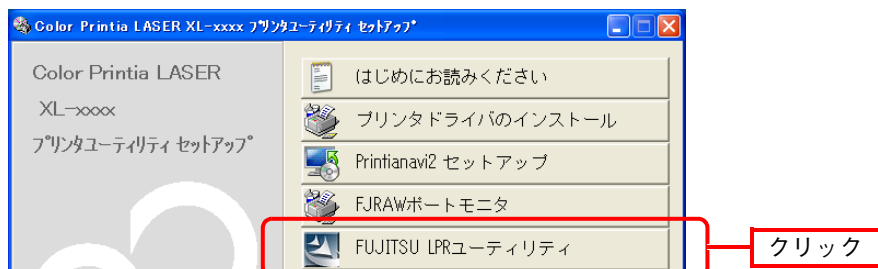 Color Printia LASER XL-xxxx プリンタユーティリティ セットアップ
Color Printia LASER
XL-xxxx
プリンタユーティリティ セットアップ
はじめにお読みください
プリンタドライバのインストール
Printianavi2 セットアップ
FJRAWポートモニタ
FUJITSU LPRユーティリティ
クリック